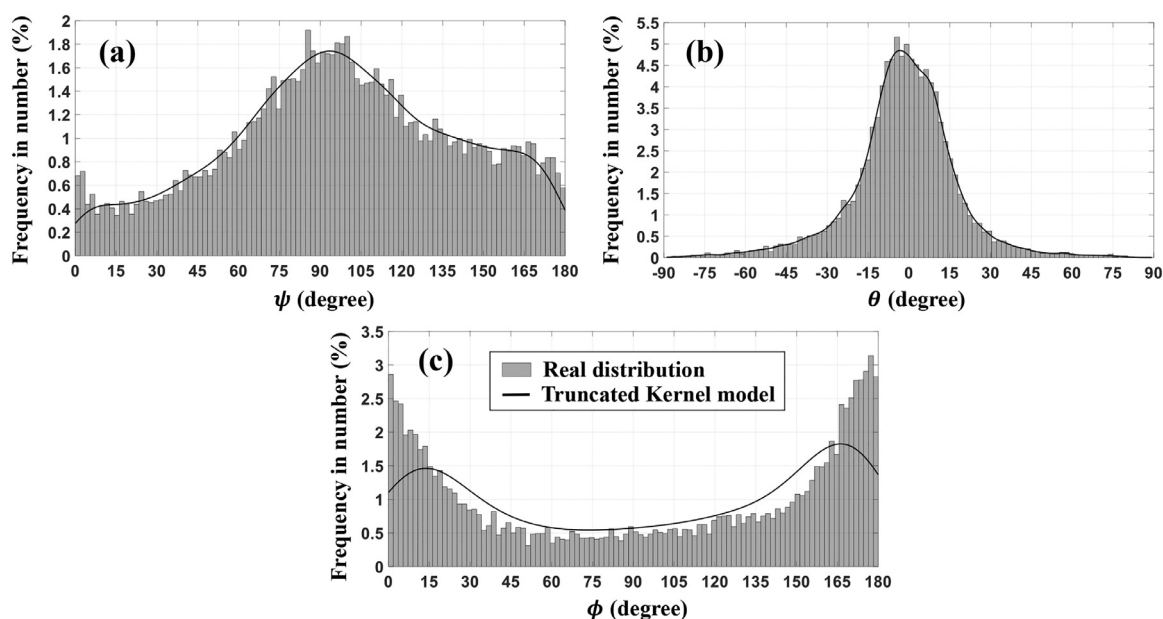 (a)
Frequency in number (%)
2
1.8
1.6
1.4
1.2
1
0.8
0.6
0.4
0.2
0
0 15 30 45 60 75 90 105 120 135 150 165 180
ψ (degree)
(b)
Frequency in number (%)
5.5
5
4.5
4
3.5
3
2.5
2
1.5
1
0.5
0
-90 -75 -60 -45 -30 -15 0 15 30 45 60 75 90
θ (degree)
(c)
Frequency in number (%)
3.5
3
2.5
2
1.5
1
0.5
0
Real distribution
Truncated Kernel model
0 15 30 45 60 75 90 105 120 135 150 165 180
ϕ (degree)